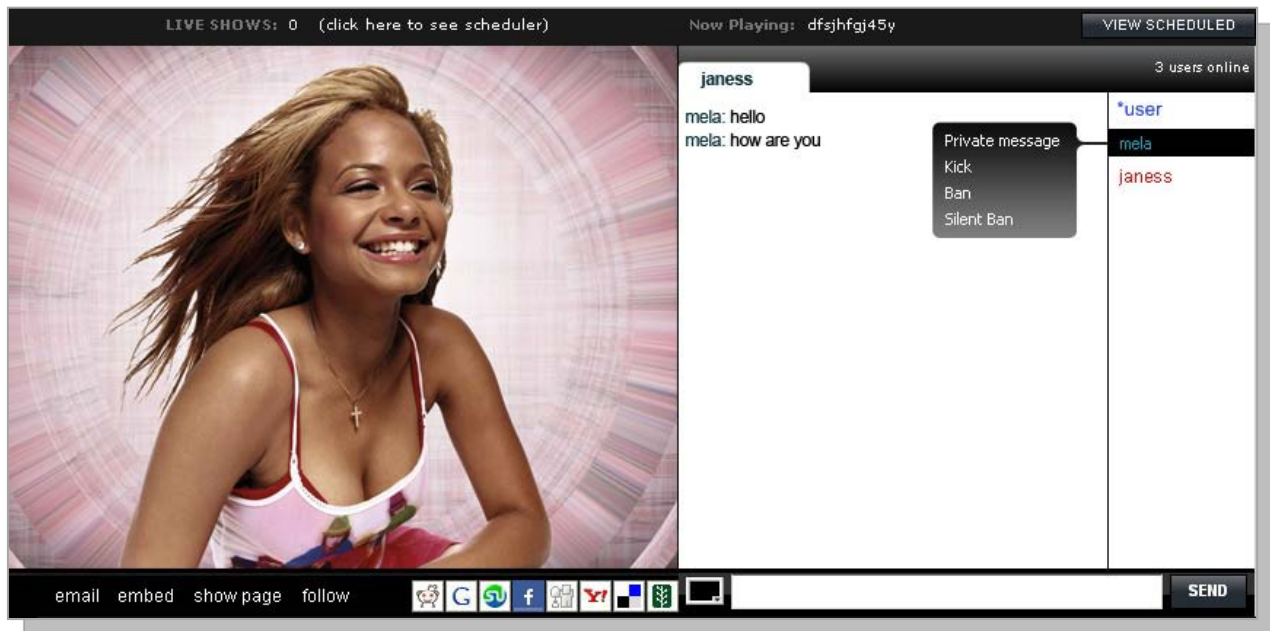 LIVE SHOWS: 0 (click here to see scheduler)
Now Playing: dfsjhfgj45y
VIEW SCHEDULED
janess
3 users online
mela: hello
mela: how are you
Private message
Kick
Ban
Silent Ban
*user
mela
janess
email embed show page follow
G
f
Y!
SEND